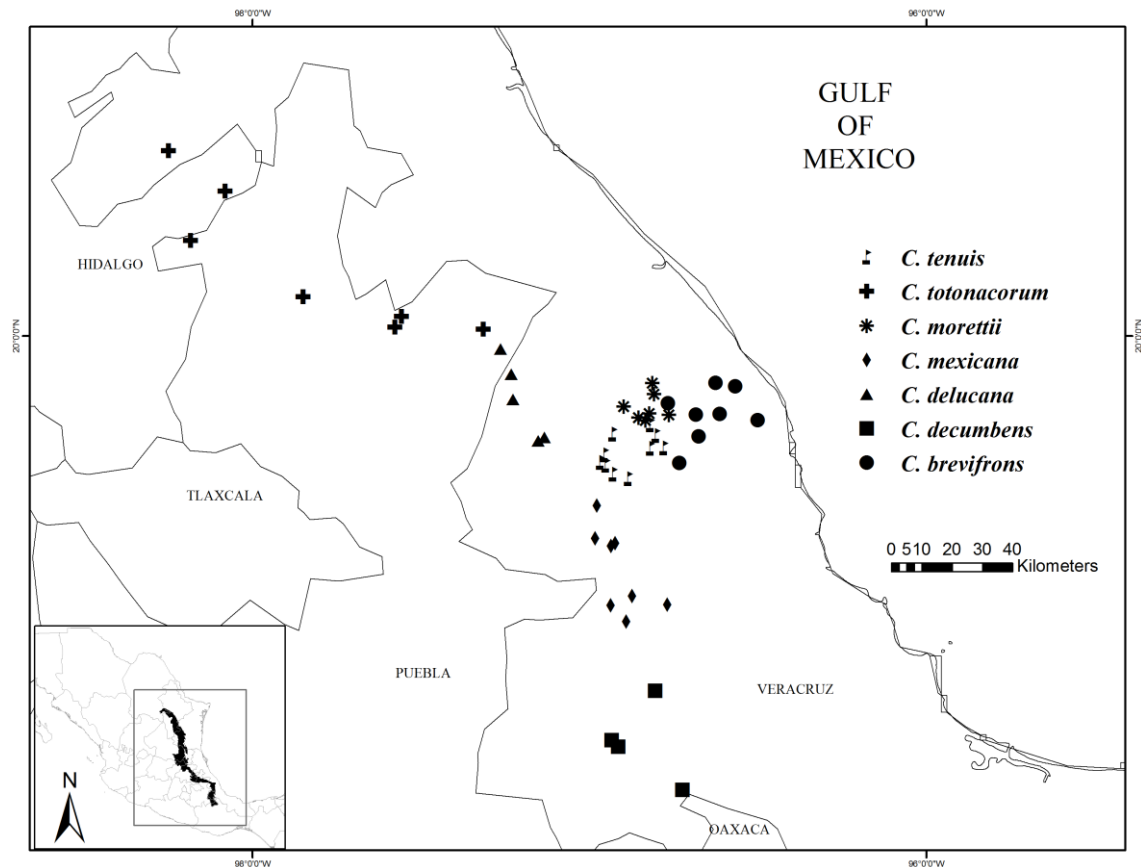 98°0'0"W
96°0'0"W
GULF
OF
MEXICO
HIDALGO
C. tenuis
C. totonacorum
20°0'0"N
20°0'0"N
C. morettii
C. mexicana
C. delucana
C. decumbens
C. brevifrons
TLAXCALA
0 5 10 20 30 40
Kilometers
PUEBLA
VERACRUZ
N
OAXACA
98°0'0"W
96°0'0"W